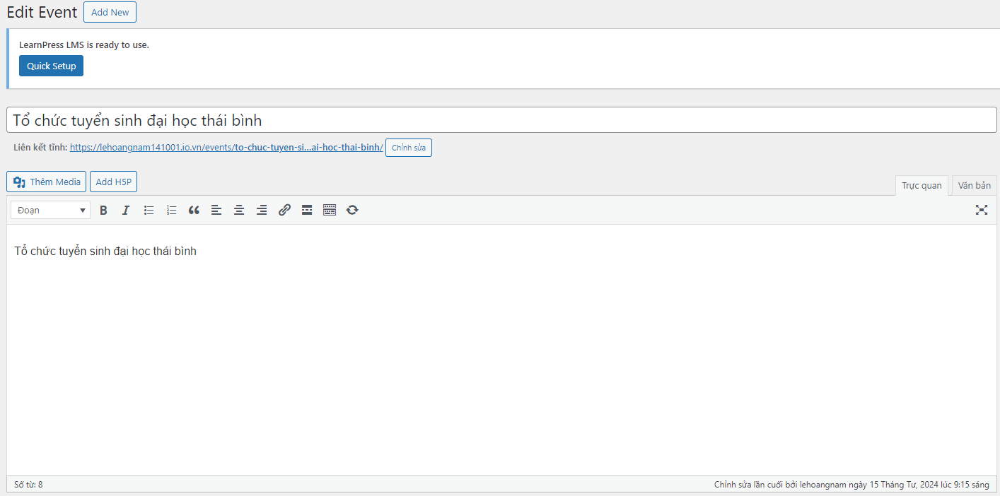 Edit Event Add New
LearnPress LMS is ready to use.
Quick Setup
Tổ chức tuyển sinh đại học thái bình
Liên kết tĩnh: https://lehoangnam141001.io.vn/events/to-chuc-tuyen-si…ai-hoc-thai-binh/ Chỉnh sửa
Thêm Media Add H5P
Trực quan Văn bản
Đoạn B I
Tổ chức tuyển sinh đại học thái bình
Số từ: 8 Chỉnh sửa lần cuối bởi lehoangnam ngày 15 Tháng Tư, 2024 lúc 9:15 sáng